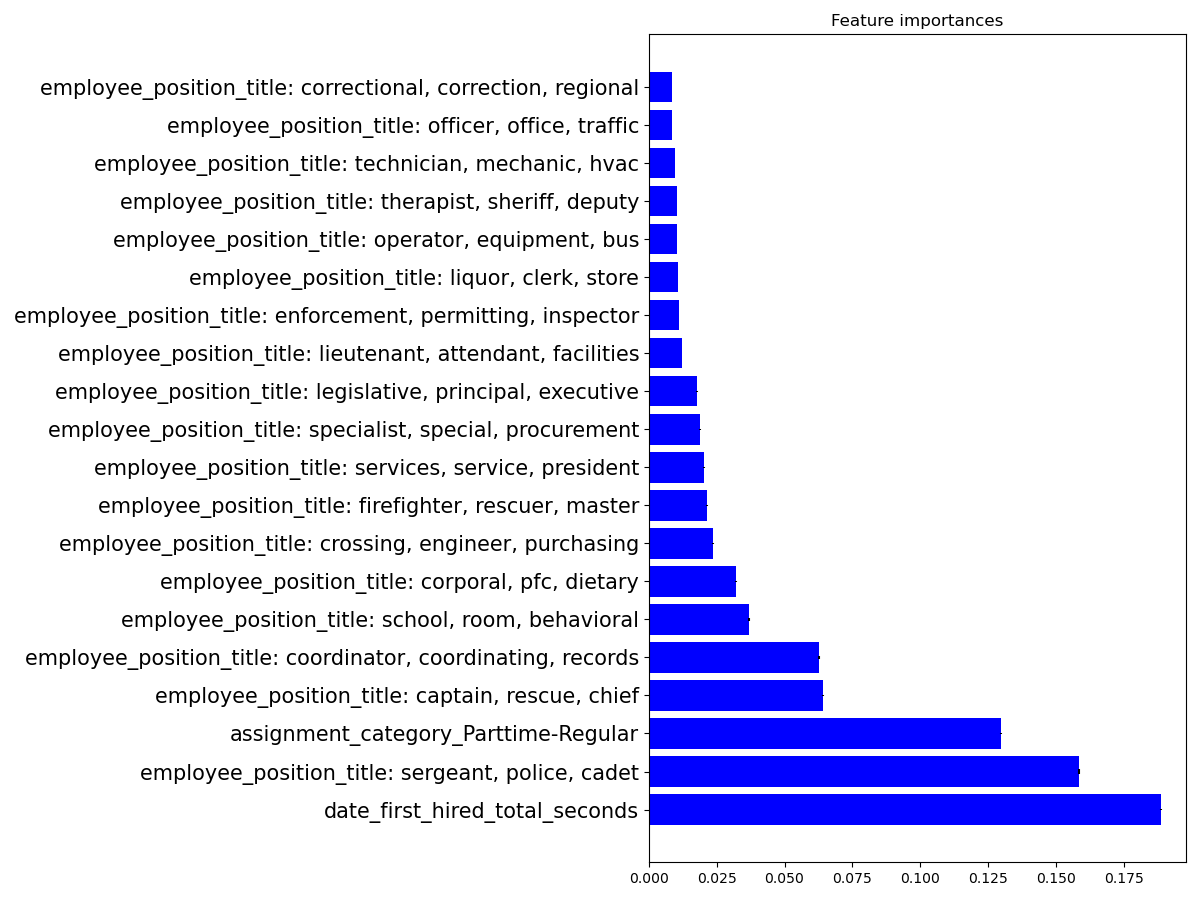 Feature importances
employee_position_title: correctional, correction, regional
employee_position_title: officer, office, traffic
employee_position_title: technician, mechanic, hvac
employee_position_title: therapist, sheriff, deputy
employee_position_title: operator, equipment, bus
employee_position_title: liquor, clerk, store
employee_position_title: enforcement, permitting, inspector
employee_position_title: lieutenant, attendant, facilities
employee_position_title: legislative, principal, executive
employee_position_title: specialist, special, procurement
employee_position_title: services, service, president
employee_position_title: firefighter, rescuer, master
employee_position_title: crossing, engineer, purchasing
employee_position_title: corporal, pfc, dietary
employee_position_title: school, room, behavioral
employee_position_title: coordinator, coordinating, records
employee_position_title: captain, rescue, chief
assignment_category_Parttime-Regular
employee_position_title: sergeant, police, cadet
date_first_hired_total_seconds
0.000 0.025 0.050 0.075 0.100 0.125 0.150 0.175